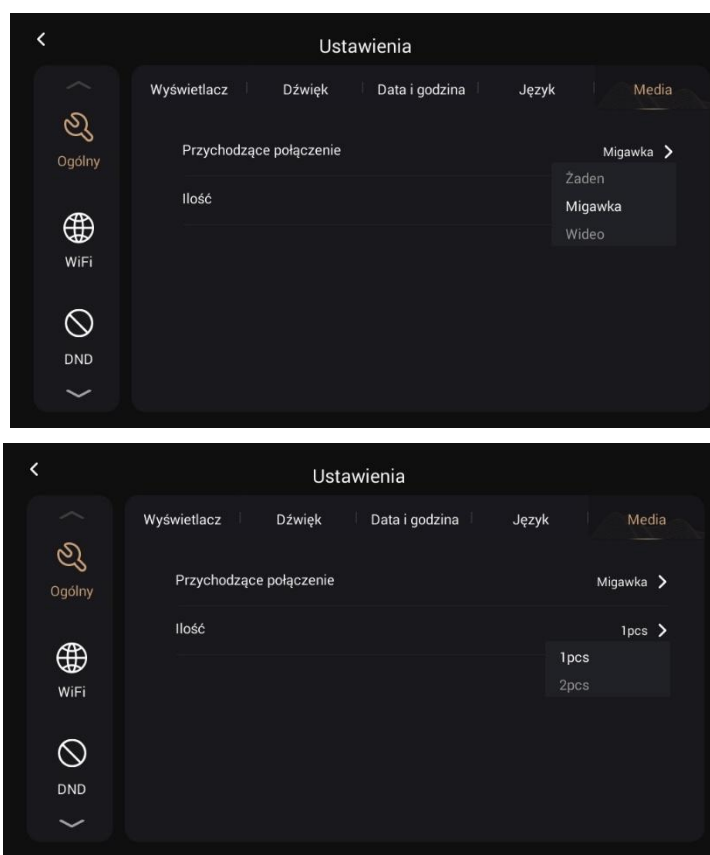 Ustawienia
Wyświetlacz Dźwięk Data i godzina Język Media
Ogólny
WiFi
DND
Przychodzące połączenie Migawka
Ilość
Żaden
Migawka
Wideo
Ustawienia
Wyświetlacz Dźwięk Data i godzina Język Media
Ogólny
WiFi
DND
Przychodzące połączenie Migawka
Ilość 1pcs
1pcs
2pcs